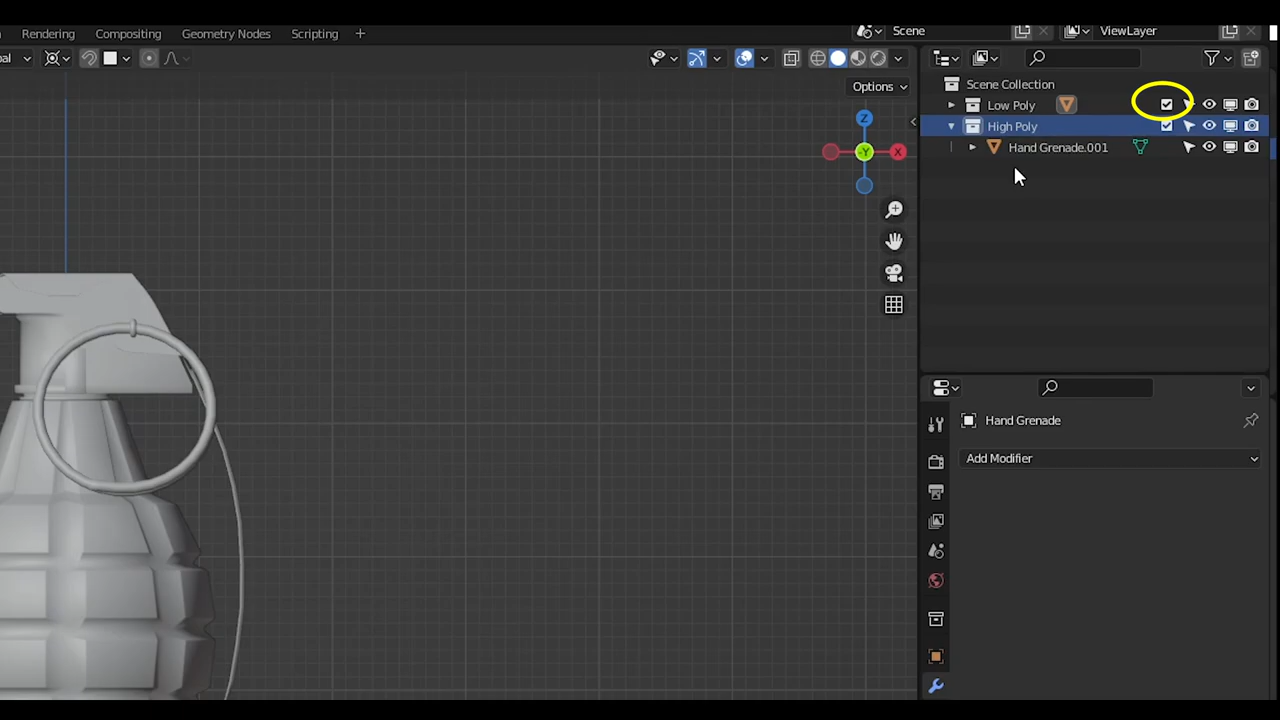 Rendering Compositing Geometry Nodes Scripting + Scene ViewLayer
Options
Scene Collection
Low Poly
High Poly
Hand Grenade.001
Z
-Y X
Hand Grenade
Add Modifier